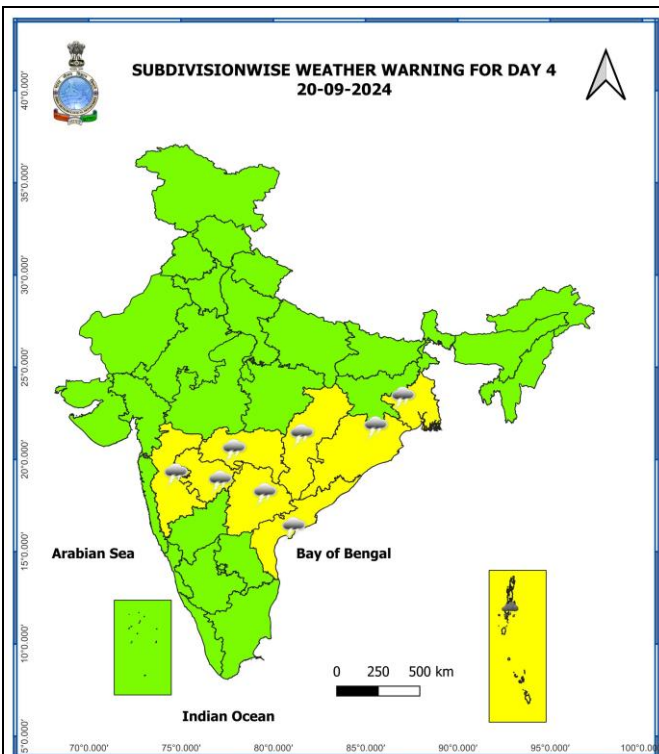 SUBDIVISIONWISE WEATHER WARNING FOR DAY 4
20-09-2024
40°0.000'
35°0.000'
30°0.000'
25°0.000'
20°0.000'
15°0.000'
10°0.000'
5°0.000'
Arabian Sea
Bay of Bengal
0 250 500 km
Indian Ocean
70°0.000' 75°0.000' 80°0.000' 85°0.000' 90°0.000' 95°0.000' 100°0.0